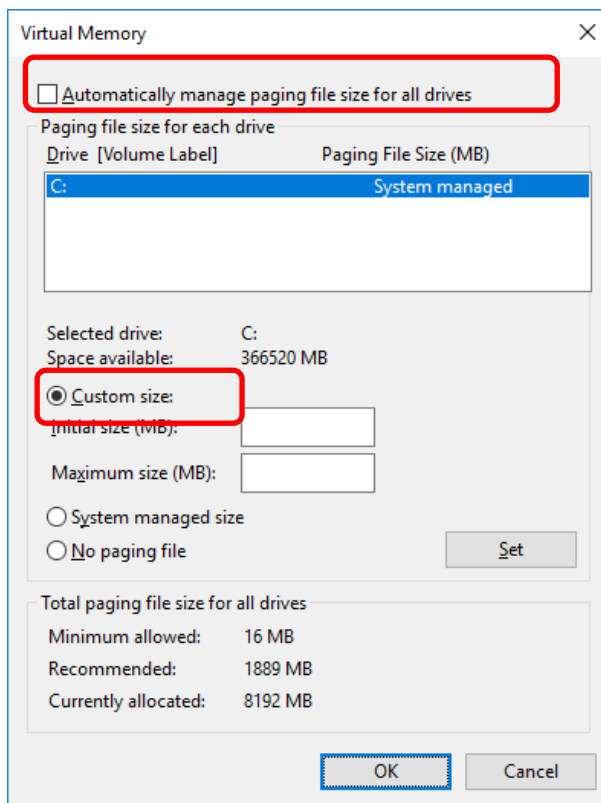 Virtual Memory
Automatically manage paging file size for all drives
Paging file size for each drive
Drive [Volume Label] Paging File Size (MB)
C: System managed
Selected drive: C:
Space available: 366520 MB
Custom size:
Initial size (MB):
Maximum size (MB):
System managed size
No paging file Set
Total paging file size for all drives
Minimum allowed: 16 MB
Recommended: 1889 MB
Currently allocated: 8192 MB
OK Cancel